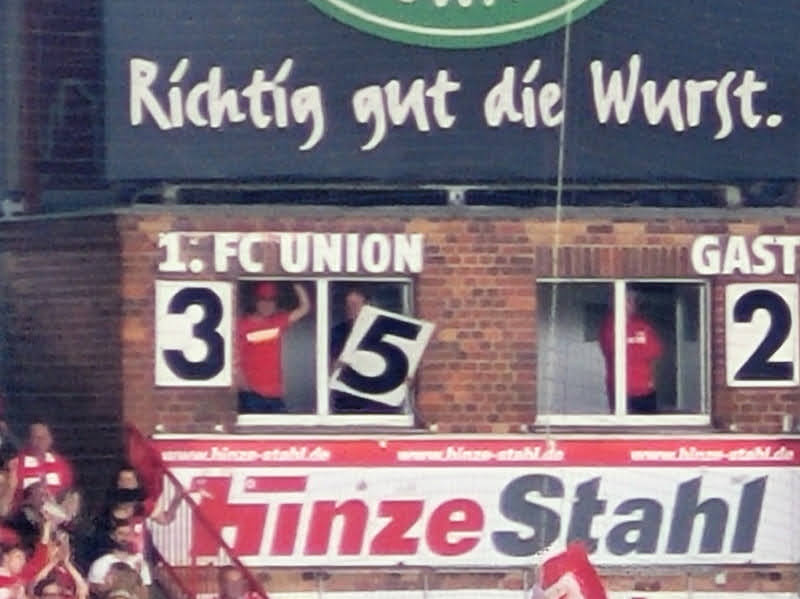 Richtig gut die Wurst.
1. FC UNION GAST
3 5 2
www.hinze-stahl.de www.hinze-stahl.de www.hinze-stahl.de
HinzeStahl